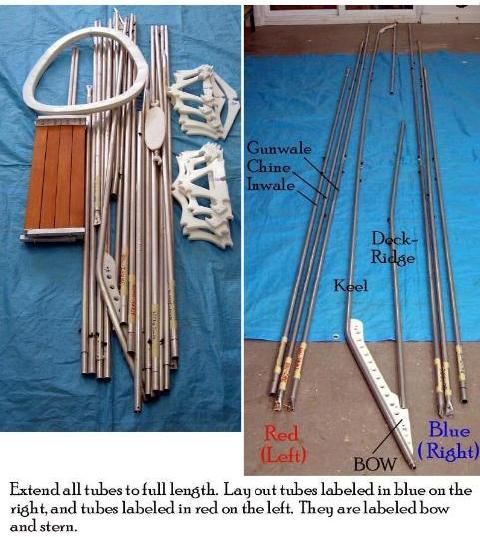 Gunwale
Chine
Inwale
Deck-
Ridge
Keel
Red
(Left)
BOW
Blue
(Right)
Extend all tubes to full length. Lay out tubes labeled in blue on the
right, and tubes labeled in red on the left. They are labeled bow
and stern.